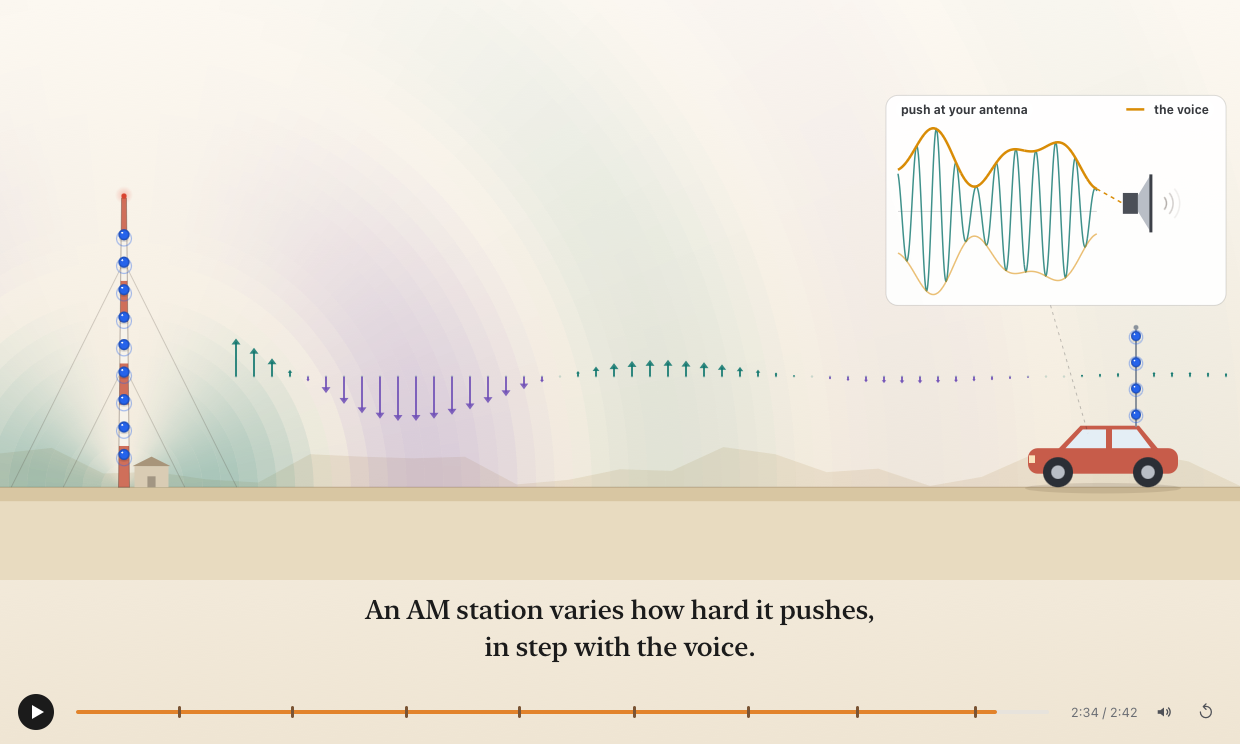 push at your antenna
the voice
An AM station varies how hard it pushes,
in step with the voice.
2:34 / 2:42